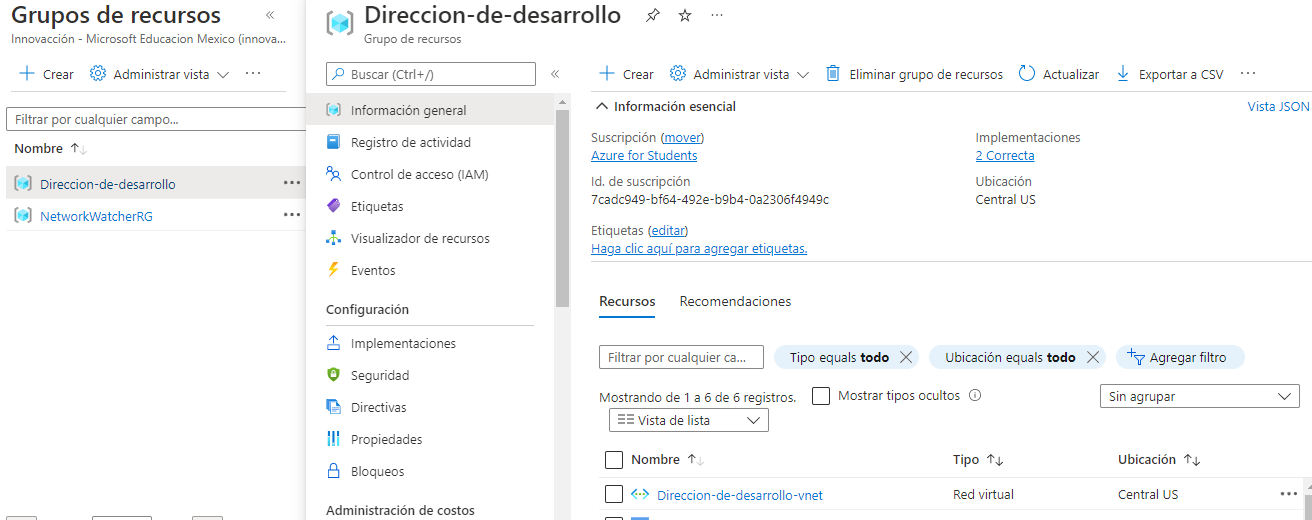 Grupos de recursos
Innovacción - Microsoft Educacion Mexico (innova...
Crear Administrar vista
Filtrar por cualquier campo...
Nombre
Direccion-de-desarrollo
NetworkWatcherRG
Direccion-de-desarrollo
Grupo de recursos
Buscar (Ctrl+/)
Información general
Registro de actividad
Control de acceso (IAM)
Etiquetas
Visualizador de recursos
Eventos
Configuración
Implementaciones
Seguridad
Directivas
Propiedades
Bloqueos
Administración de costos
Crear Administrar vista Eliminar grupo de recursos Actualizar Exportar a CSV
Información esencial Vista JSON
Suscripción (mover)
Azure for Students
Id. de suscripción
7cadc949-bf64-492e-b9b4-0a2306f4949c
Etiquetas (editar)
Haga clic aquí para agregar etiquetas.
Implementaciones
2 Correcta
Ubicación
Central US
Recursos Recomendaciones
Filtrar por cualquier ca... Tipo equals todo Ubicación equals todo Agregar filtro
Mostrando de 1 a 6 de 6 registros. Mostrar tipos ocultos Sin agrupar
Vista de lista
Nombre Tipo Ubicación
Direccion-de-desarrollo-vnet Red virtual Central US